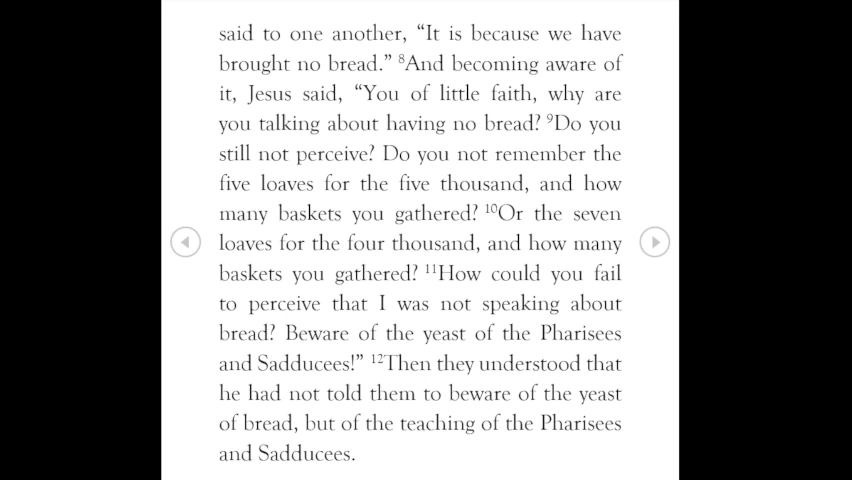 said to one another, “It is because we have
brought no bread.” ⁸And becoming aware of
it, Jesus said, “You of little faith, why are
you talking about having no bread? ⁹Do you
still not perceive? Do you not remember the
five loaves for the five thousand, and how
many baskets you gathered? ¹⁰Or the seven
loaves for the four thousand, and how many
baskets you gathered? ¹¹How could you fail
to perceive that I was not speaking about
bread? Beware of the yeast of the Pharisees
and Sadducees!” ¹²Then they understood that
he had not told them to beware of the yeast
of bread, but of the teaching of the Pharisees
and Sadducees.